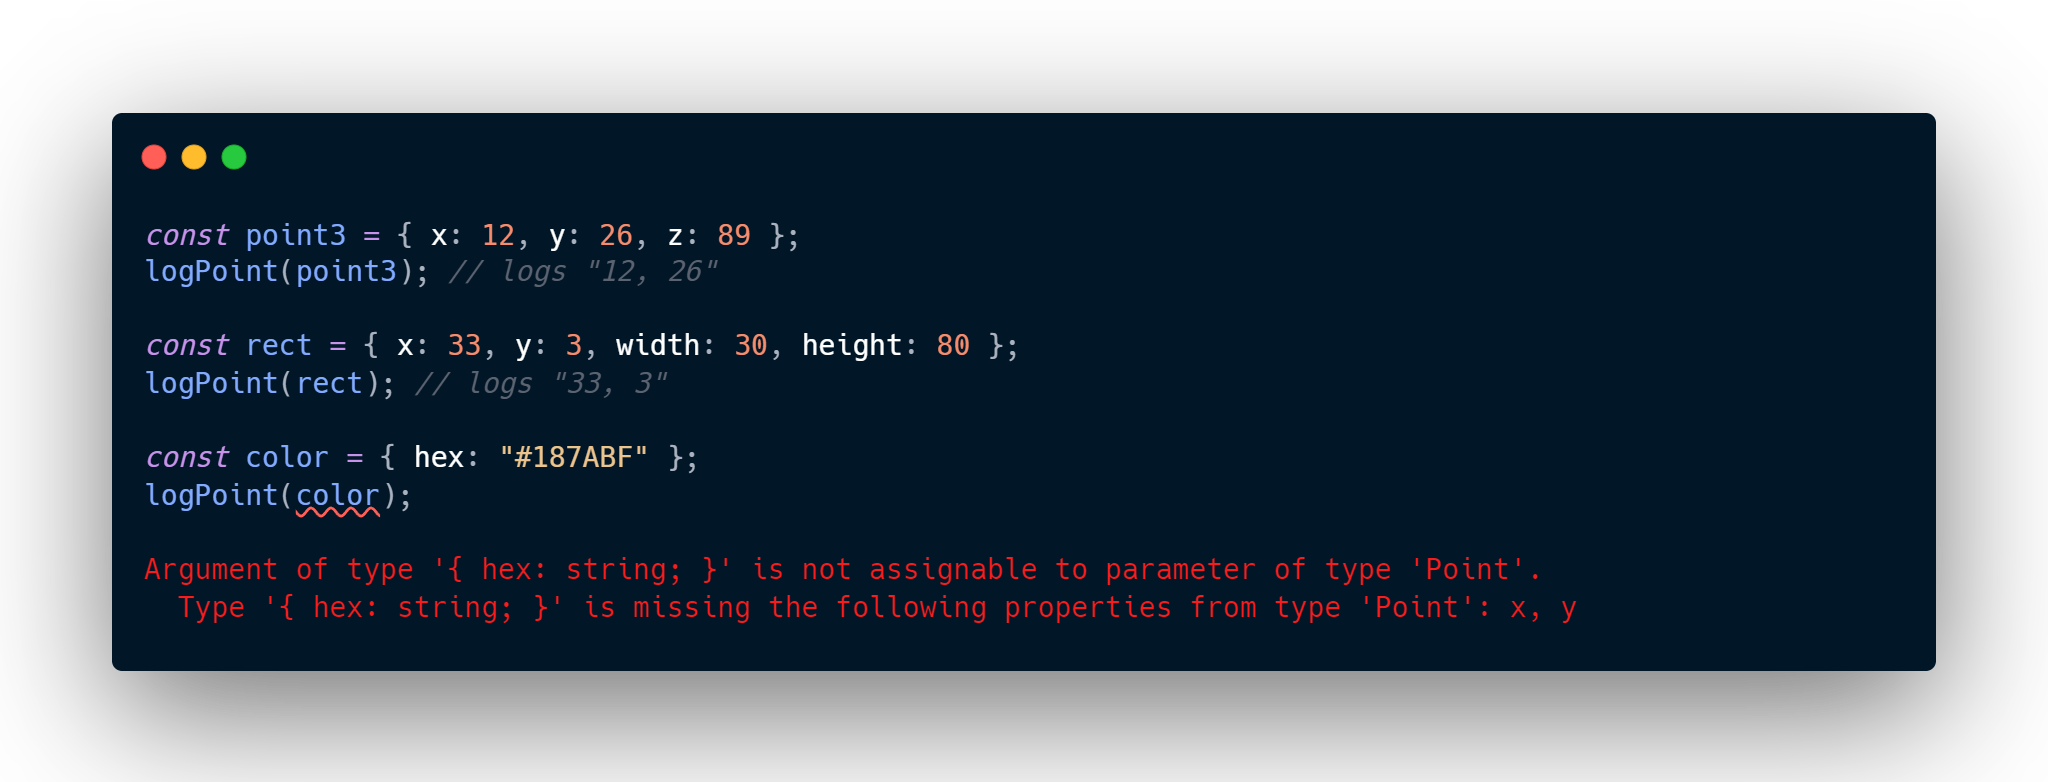 const point3 = { x: 12, y: 26, z: 89 };
logPoint(point3); // logs "12, 26"
const rect = { x: 33, y: 3, width: 30, height: 80 };
logPoint(rect); // logs "33, 3"
const color = { hex: "#187ABF" };
logPoint(color);
Argument of type '{ hex: string; }' is not assignable to parameter of type 'Point'.
  Type '{ hex: string; }' is missing the following properties from type 'Point': x, y